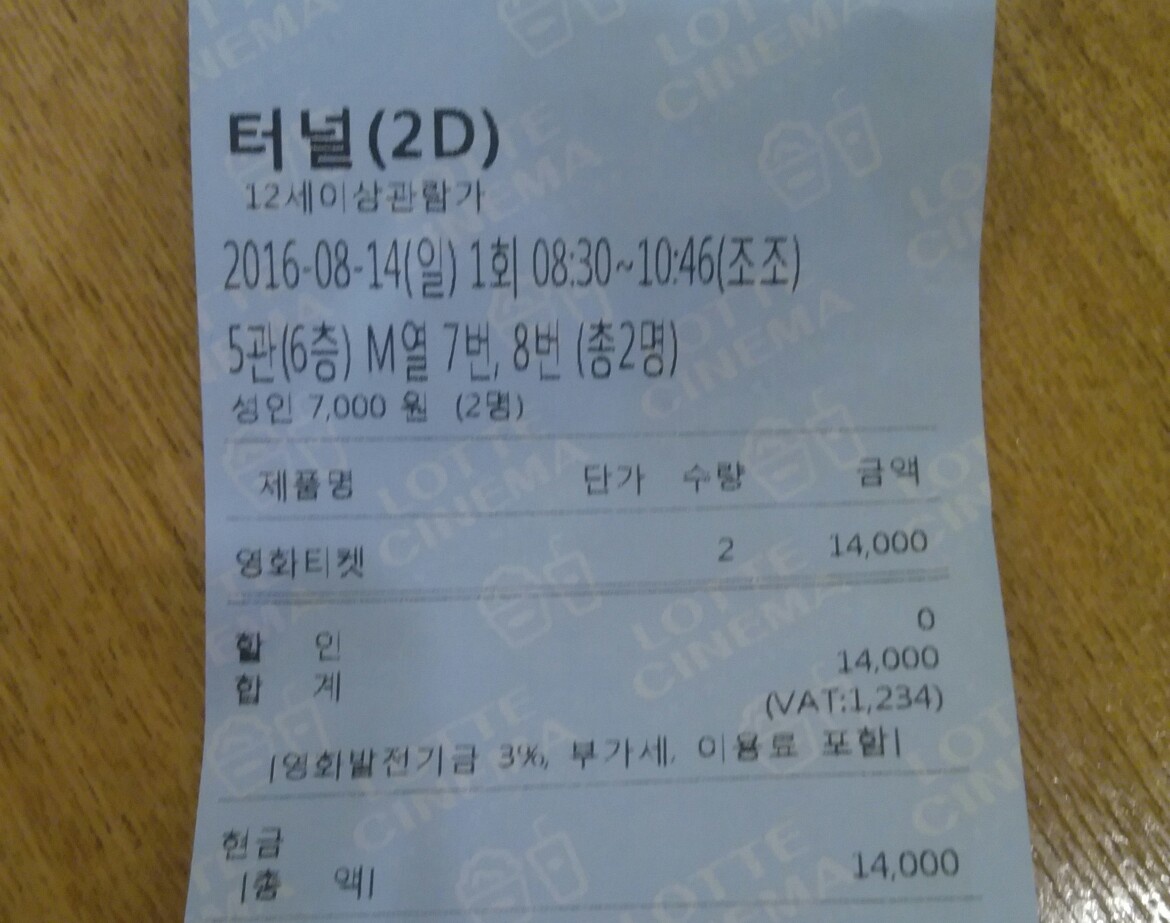 터널(2D)
12세이상관람가
2016-08-14(일) 1회 08:30~10:46(조조)
5관(6층) M열 7번, 8번 (총2명)
성인 7,000 원 (2명)
제품명 단가 수량 금액
영화티켓 2 14,000
할 인 0
합 계 14,000
(VAT:1,234)
|영화발전기금 3%, 부가세, 이용료 포함|
현금
|총 액| 14,000
LOTTE CINEMA